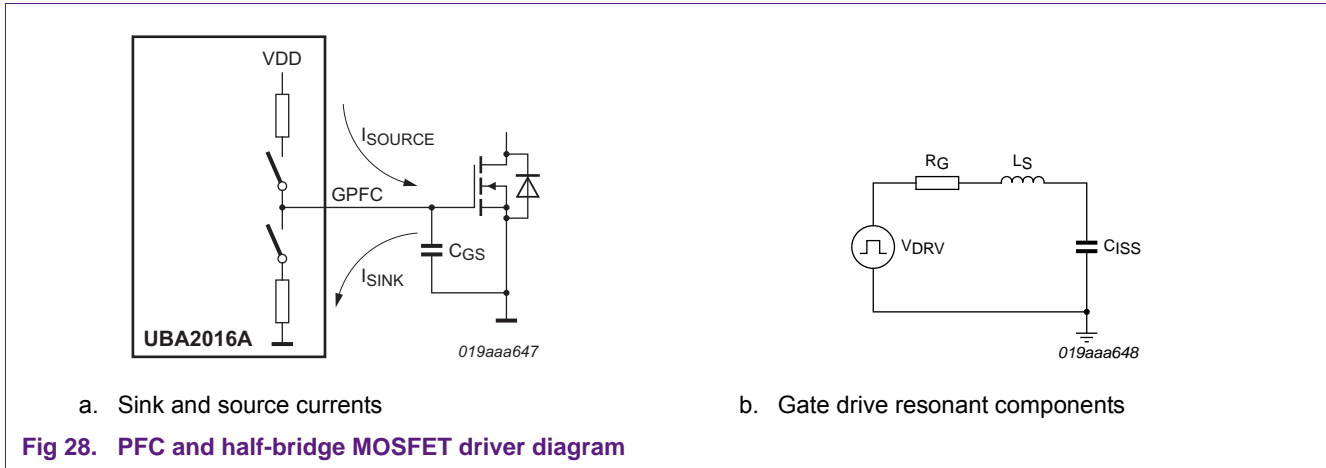 VDD
ISOURCE
GPFC
CGS
ISINK
UBA2016A
019aaa647
RG
LS
VDRV
CISS
019aaa648
a. Sink and source currents
b. Gate drive resonant components
Fig 28. PFC and half-bridge MOSFET driver diagram